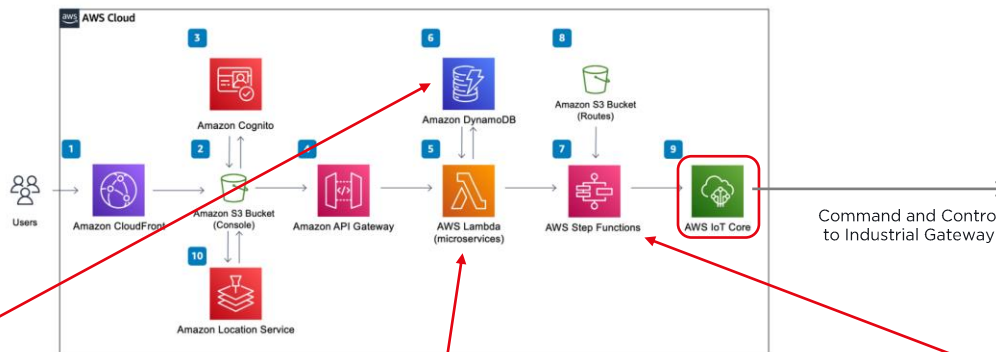 aws AWS Cloud
3
6
8
Amazon S3 Bucket
(Routes)
Amazon Cognito
Amazon DynamoDB
1
2
4
5
7
9
Users
Amazon CloudFront
Amazon S3 Bucket
(Console)
Amazon API Gateway
AWS Lambda
(microservices)
AWS Step Functions
AWS IoT Core
Command and Contro
to Industrial Gateway
10
Amazon Location Service